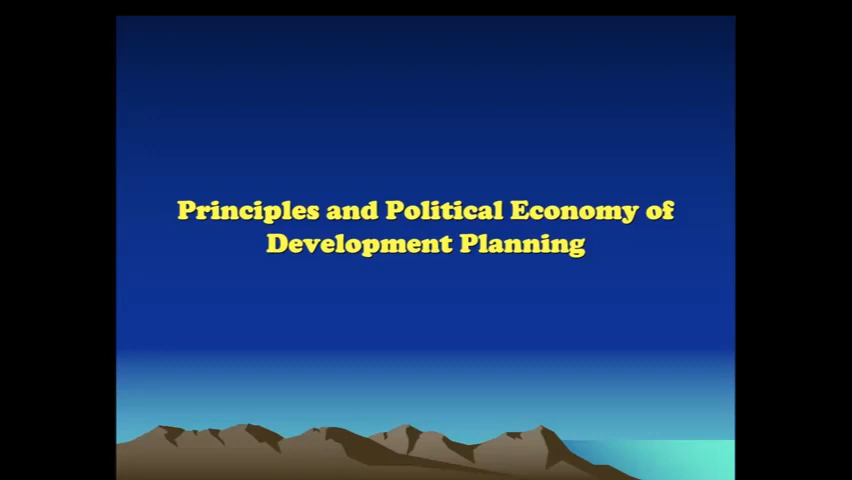 Principles and Political Economy of
Development Planning